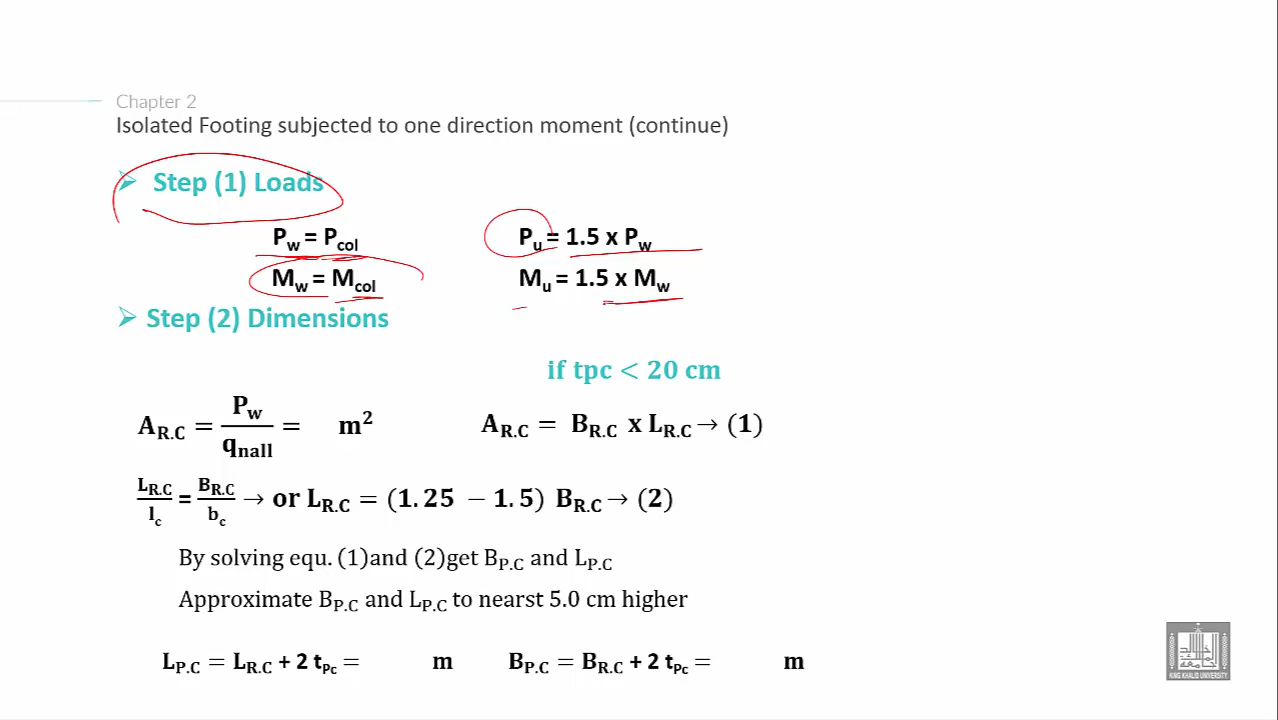 Chapter 2
Isolated Footing subjected to one direction moment (continue)
➢ Step (1) Loads
P_w = P_col P_u = 1.5 x P_w
M_w = M_col M_u = 1.5 x M_w
➢ Step (2) Dimensions
if tpc < 20 cm
A_R.C = P_w / q_nall = m² A_R.C = B_R.C x L_R.C → (1)
L_R.C / l_c = B_R.C / b_c → or L_R.C = (1.25 − 1.5) B_R.C → (2)
By solving equ. (1)and (2)get B_P.C and L_P.C
Approximate B_P.C and L_P.C to nearst 5.0 cm higher
L_P.C = L_R.C + 2 t_Pc = m B_P.C = B_R.C + 2 t_Pc = m
KING KHALID UNIVERSITY